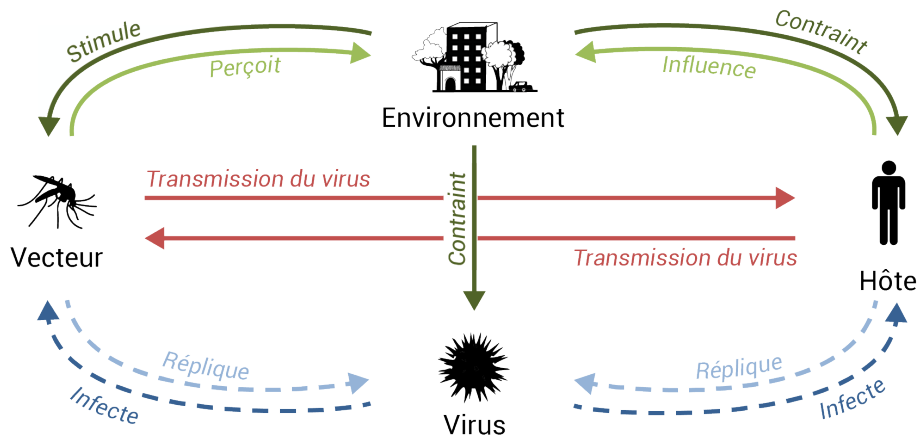 Stimule
Contraint
Perçoit
Influence
Environnement
Transmission du virus
Contraint
Vecteur
Transmission du virus
Hôte
Réplique
Réplique
Infecte
Infecte
Virus